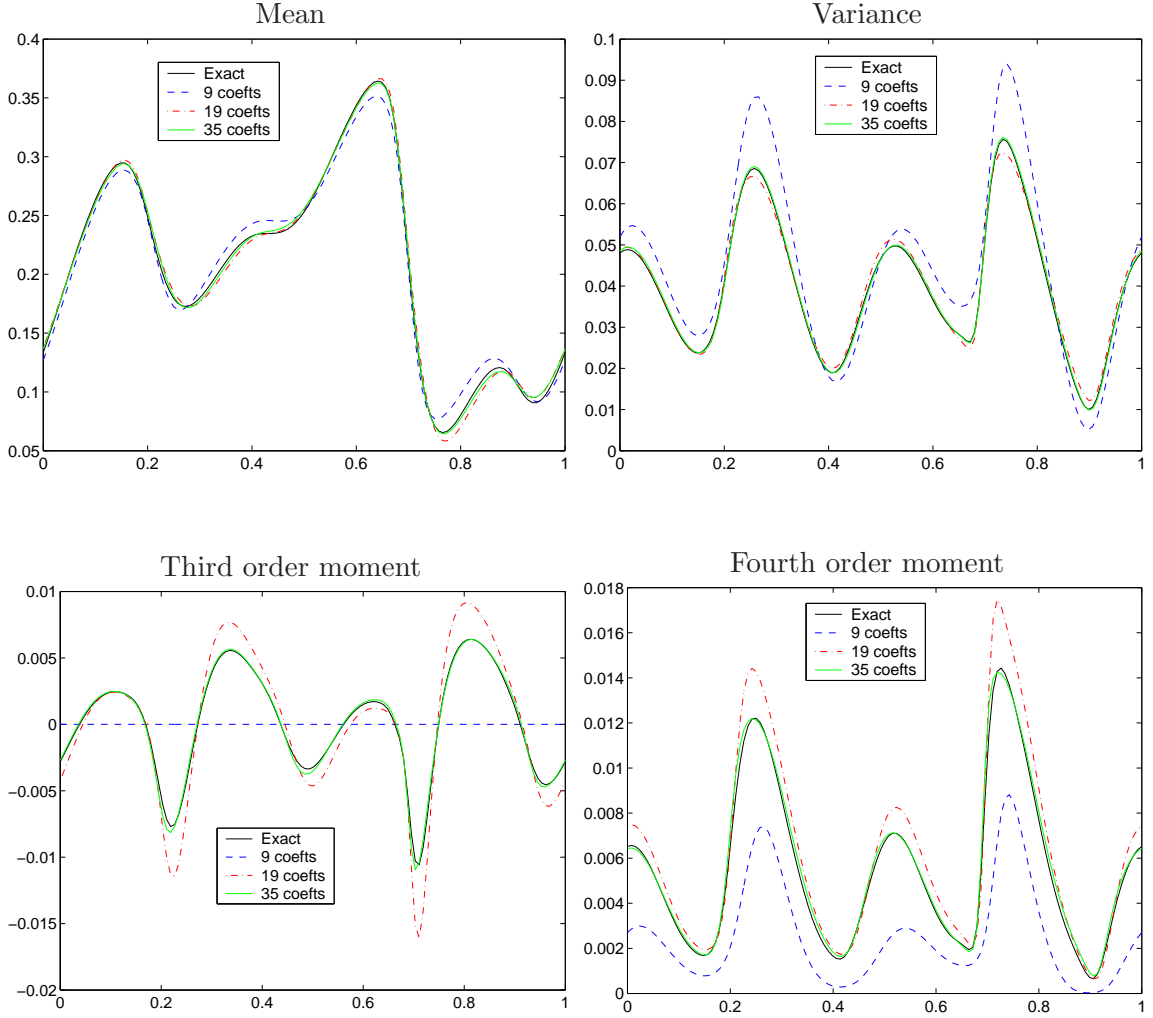 Mean
0.4
0.35
0.3
0.25
0.2
0.15
0.1
0.05
0 0.2 0.4 0.6 0.8 1
Exact
9 coefts
19 coefts
35 coefts
Variance
0.1
0.09
0.08
0.07
0.06
0.05
0.04
0.03
0.02
0.01
0
0 0.2 0.4 0.6 0.8 1
Exact
9 coefts
19 coefts
35 coefts
Third order moment
0.01
0.005
0
−0.005
−0.01
−0.015
−0.02
0 0.2 0.4 0.6 0.8 1
Exact
9 coefts
19 coefts
35 coefts
Fourth order moment
0.018
0.016
0.014
0.012
0.01
0.008
0.006
0.004
0.002
0
0 0.2 0.4 0.6 0.8 1
Exact
9 coefts
19 coefts
35 coefts